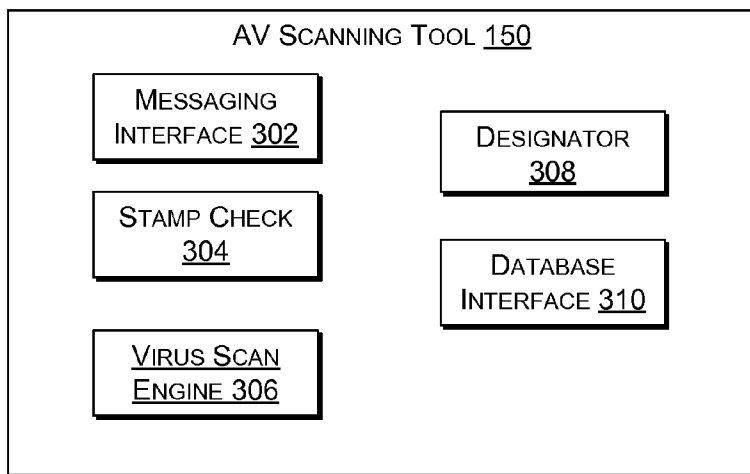 AV SCANNING TOOL 150
MESSAGING
INTERFACE 302
STAMP CHECK
304
VIRUS SCAN
ENGINE 306
DESIGNATOR
308
DATABASE
INTERFACE 310